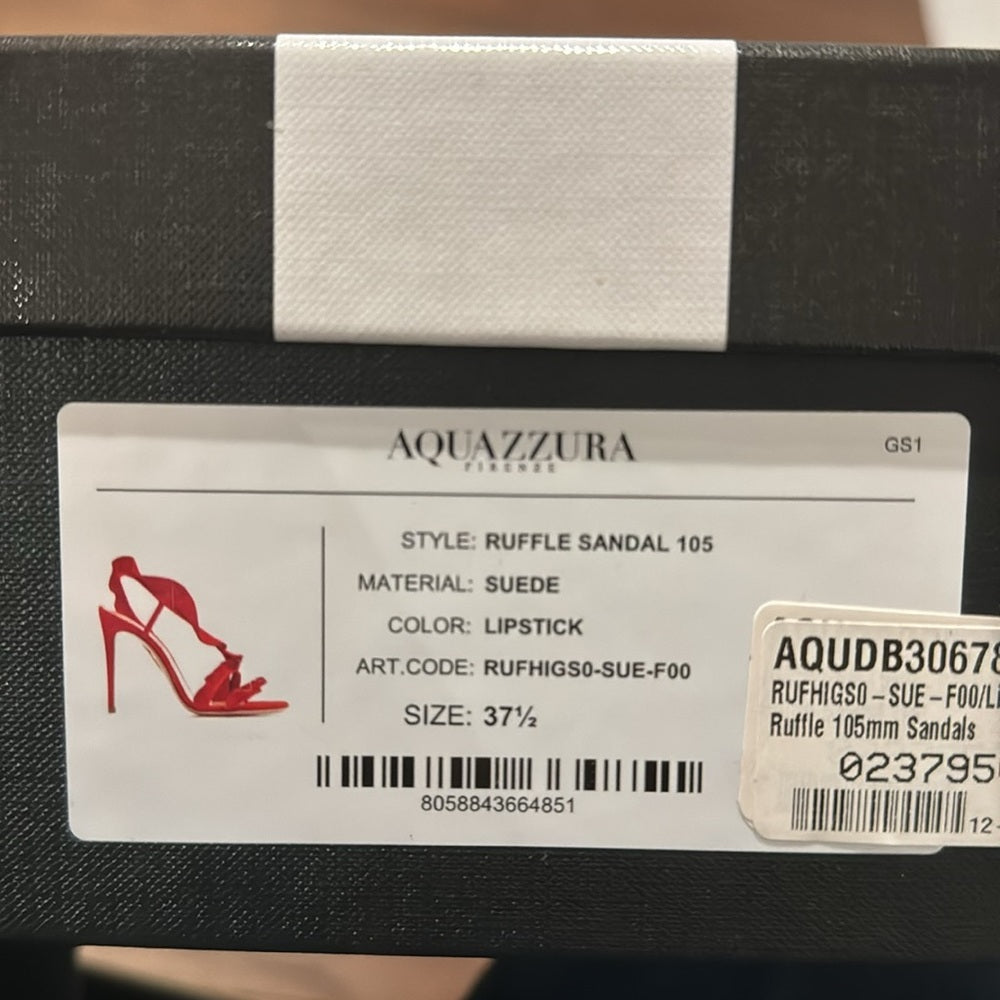 AQUAZZURA
FIRENZE
GS1
STYLE: RUFFLE SANDAL 105
MATERIAL: SUEDE
COLOR: LIPSTICK
ART.CODE: RUFHIGS0-SUE-F00
SIZE: 37½
8058843664851
AQUDB30678
RUFHIGS0-SUE-F00/Li
Ruffle 105mm Sandals
0237950
12-